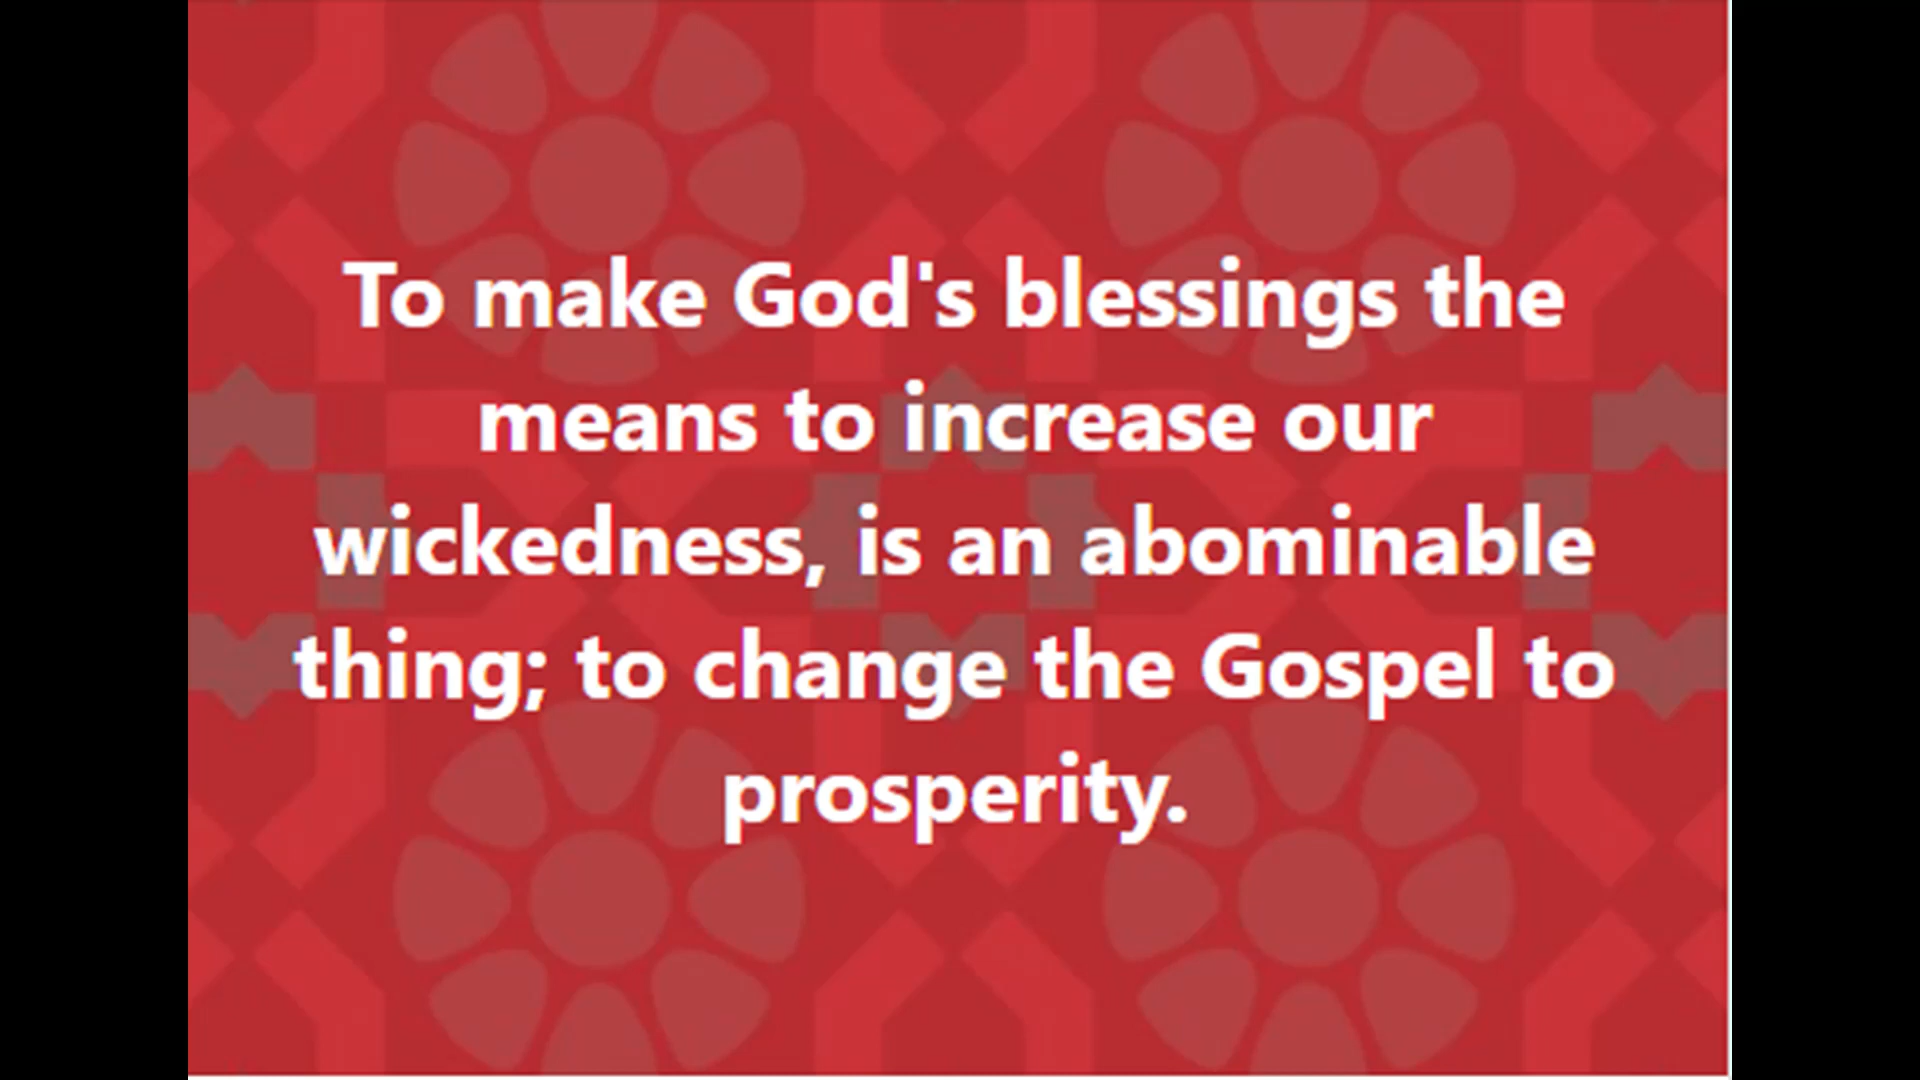 To make God's blessings the
means to increase our
wickedness, is an abominable
thing; to change the Gospel to
prosperity.